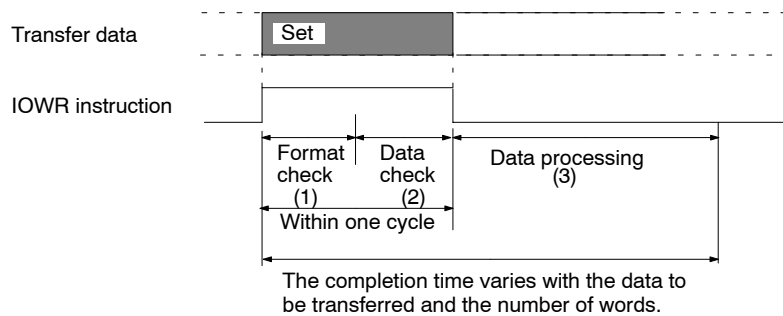 Transfer data
Set
IOWR instruction
Format check (1)
Data check (2)
Data processing (3)
Within one cycle
The completion time varies with the data to
be transferred and the number of words.